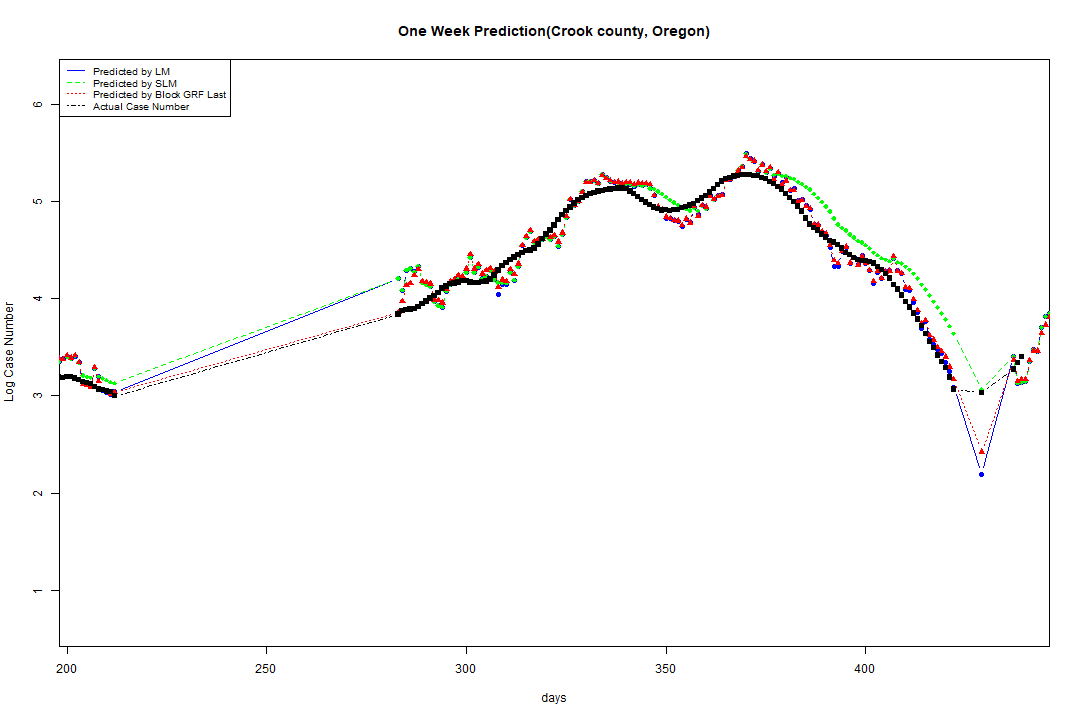 One Week Prediction(Crook county, Oregon)
Predicted by LM
Predicted by SLM
Predicted by Block GRF Last
Actual Case Number
6
5
4
3
2
1
Log Case Number
200 250 300 350 400
days